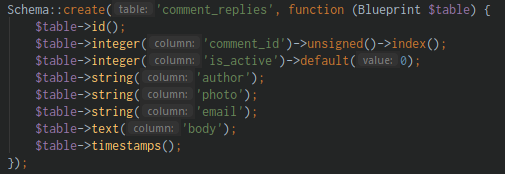 Schema::create( table: 'comment_replies', function (Blueprint $table) {
    $table->id();
    $table->integer( column: 'comment_id')->unsigned()->index();
    $table->integer( column: 'is_active')->default( value: 0);
    $table->string( column: 'author');
    $table->string( column: 'photo');
    $table->string( column: 'email');
    $table->text( column: 'body');
    $table->timestamps();
});